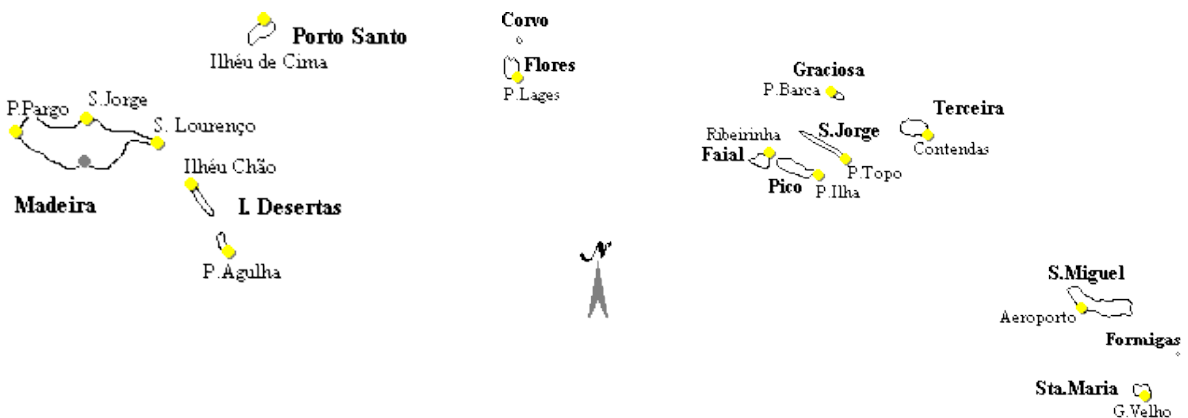 Porto Santo
Ilhéu de Cima
P.Pargo
S.Jorge
S. Lourenço
Ilhéu Chão
Madeira
I. Desertas
P.Agulha
Corvo
Flores
P.Lages
Graciosa
P.Barca
Terceira
Contendas
Ribeirinha
S.Jorge
Faial
P.Topo
Pico
P.Ilha
N
S.Miguel
Aeroporto
Formigas
Sta.Maria
G.Velho